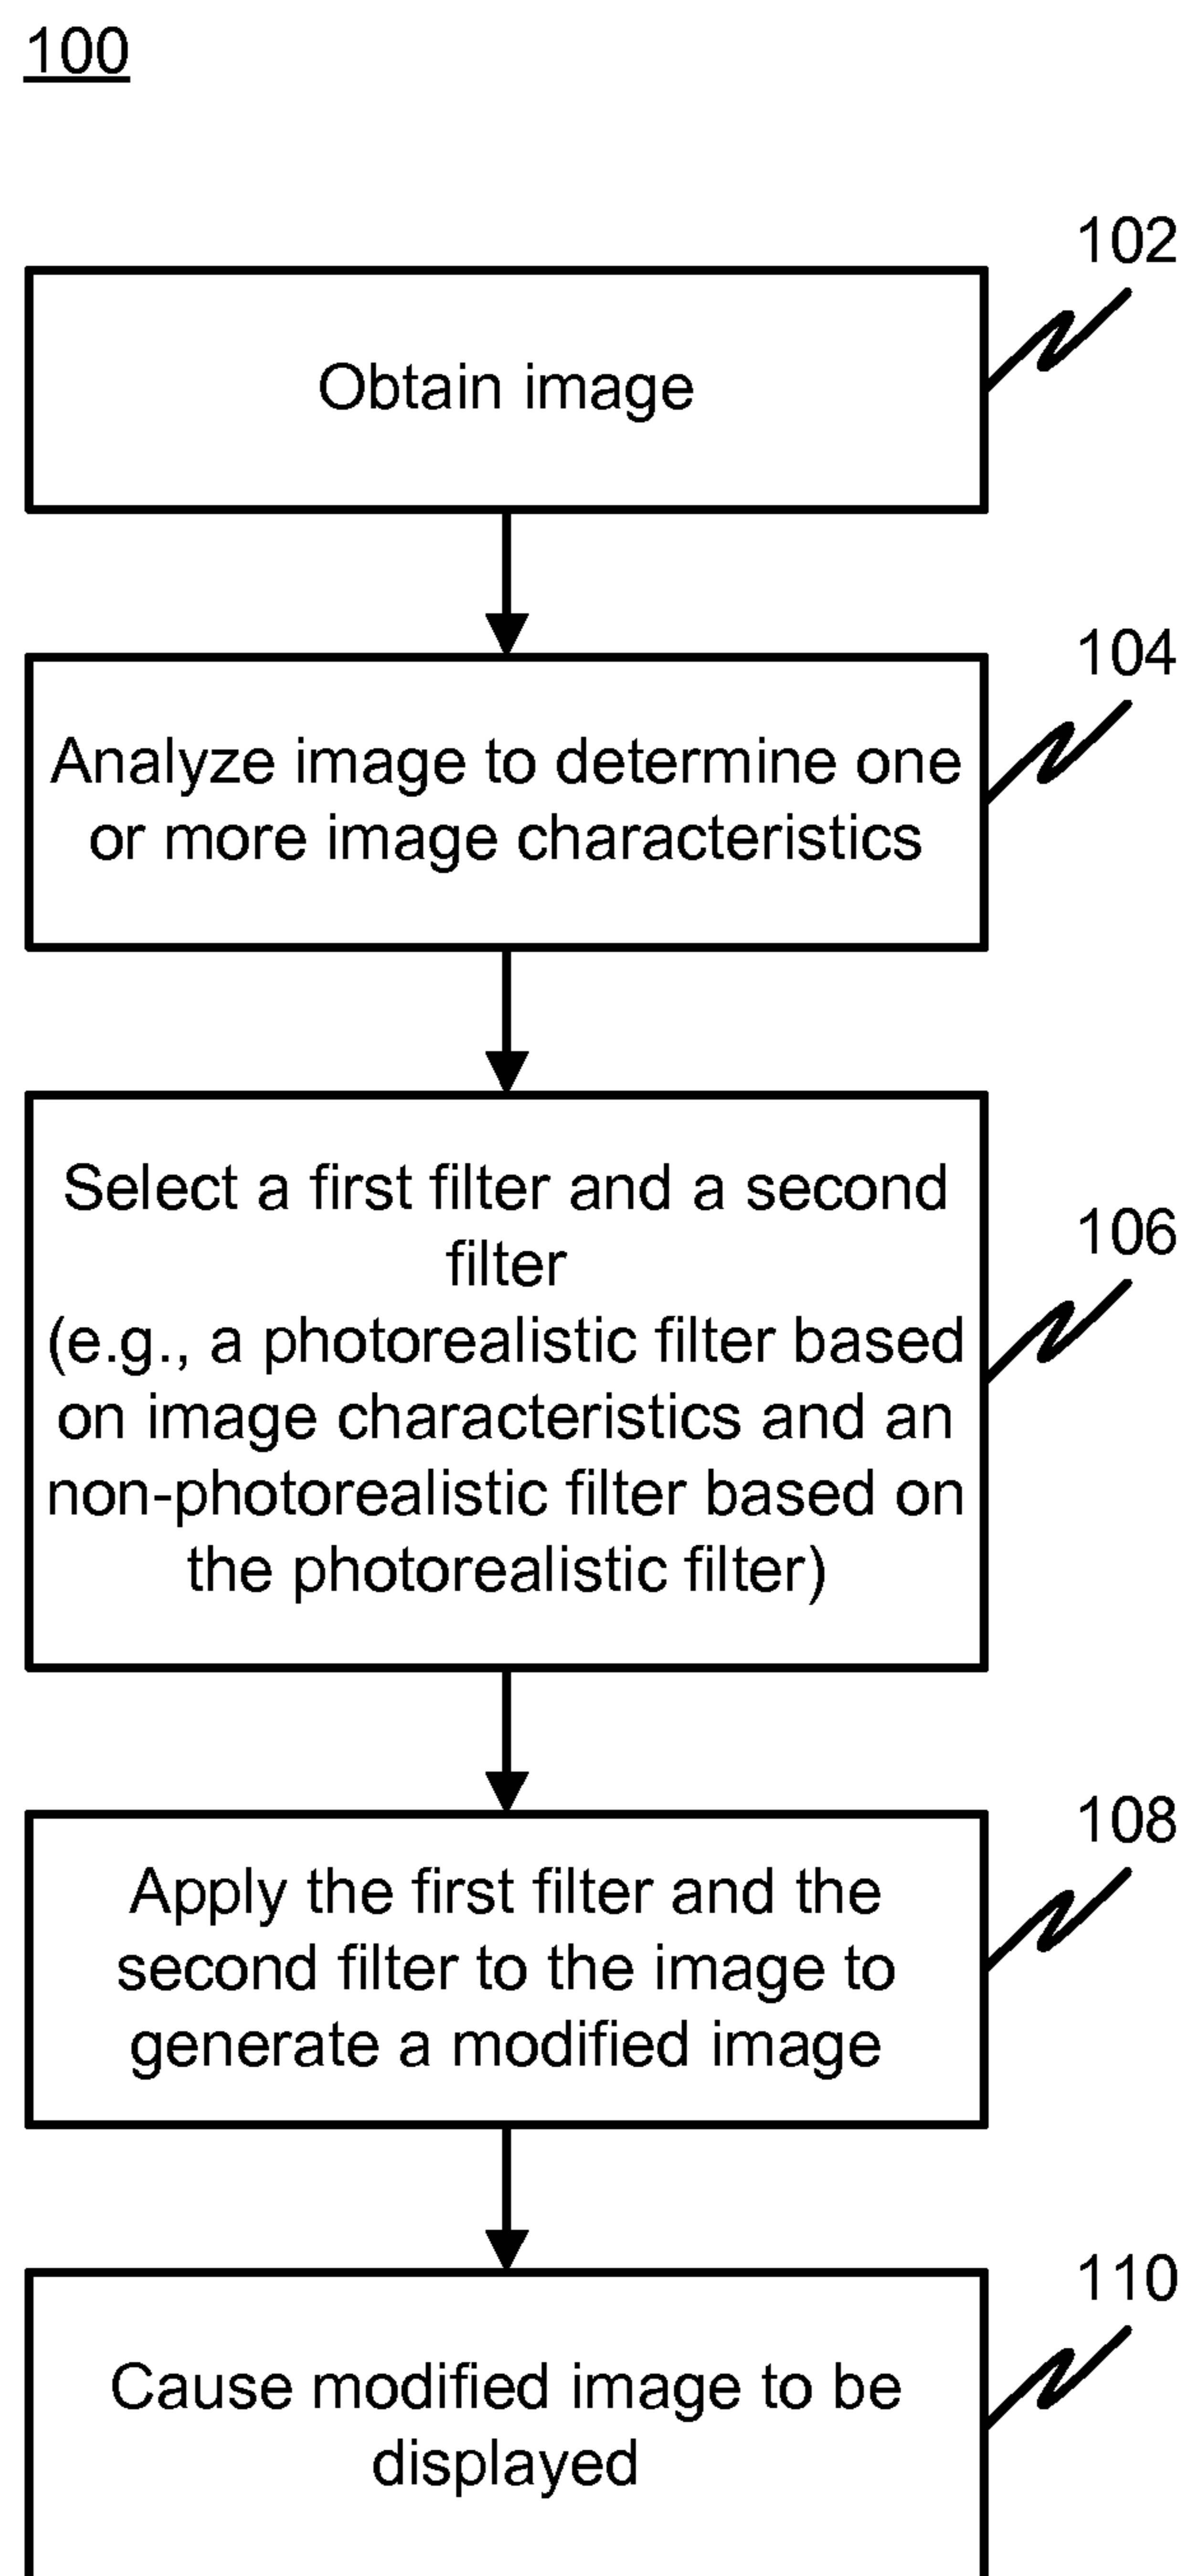 100
102
Obtain image
104
Analyze image to determine one
or more image characteristics
Select a first filter and a second
filter
106
(e.g., a photorealistic filter based
on image characteristics and an
non-photorealistic filter based on
the photorealistic filter)
108
Apply the first filter and the
second filter to the image to
generate a modified image
110
Cause modified image to be
displayed